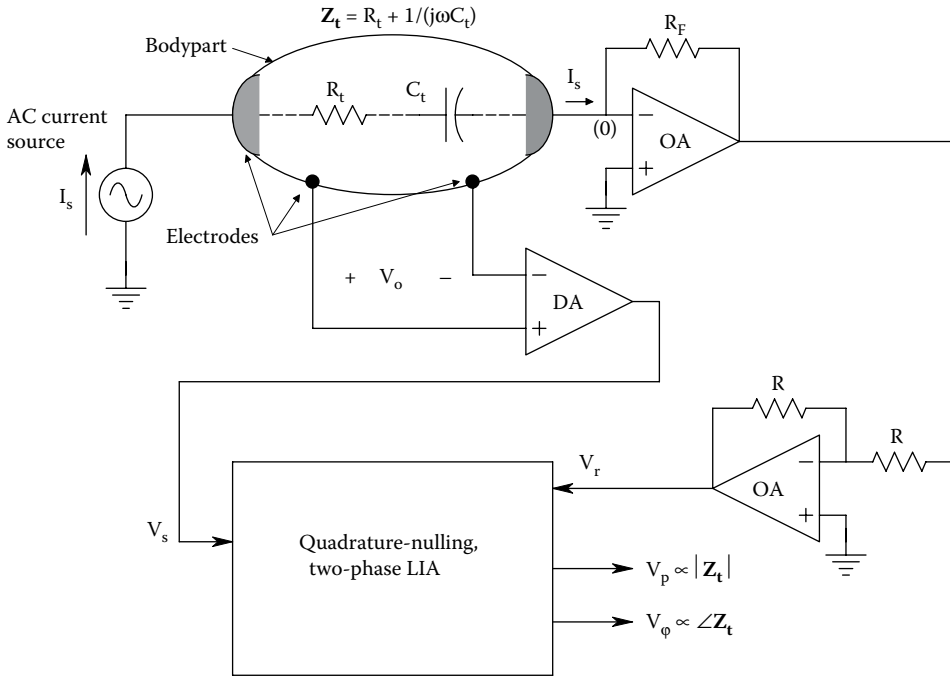 Z_t = R_t + 1/(jωC_t)
Bodypart
R_F
I_s
R_t
C_t
AC current
source
(0)
−
OA
+
I_s
Electrodes
+ V_o −
−
DA
+
R
R
V_r
−
OA
+
V_s
Quadrature-nulling,
two-phase LIA
V_p ∝ |Z_t|
V_φ ∝ ∠Z_t